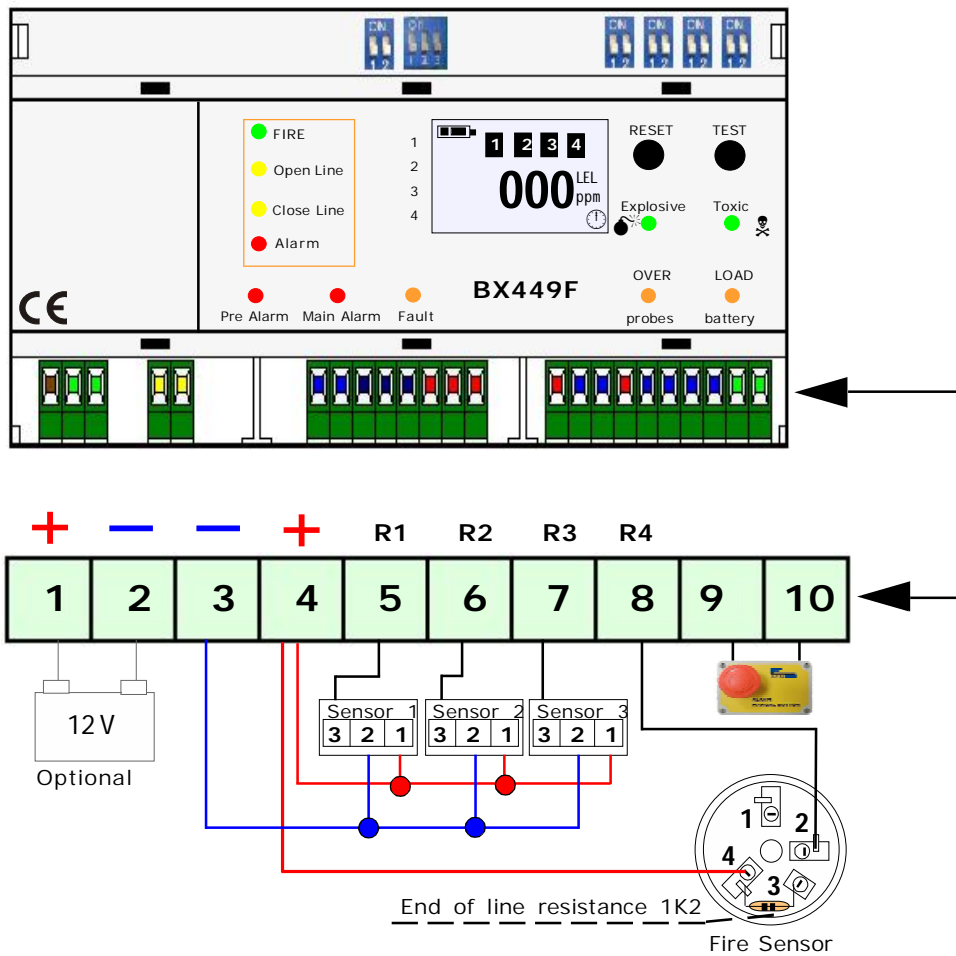 ON ON ON ON ON ON
1 2 1 2 3 1 2 1 2 1 2 1 2
FIRE
Open Line
Close Line
Alarm
1
2
3
4
1 2 3 4
000 LEL
ppm
RESET TEST
Explosive Toxic
OVER LOAD
probes battery
BX449F
CE
Pre Alarm Main Alarm Fault
+ − − + R1 R2 R3 R4
1 2 3 4 5 6 7 8 9 10
12V
Optional
Sensor 1 Sensor 2 Sensor 3
3 2 1 3 2 1 3 2 1
1 2
4
3
End of line resistance 1K2
Fire Sensor